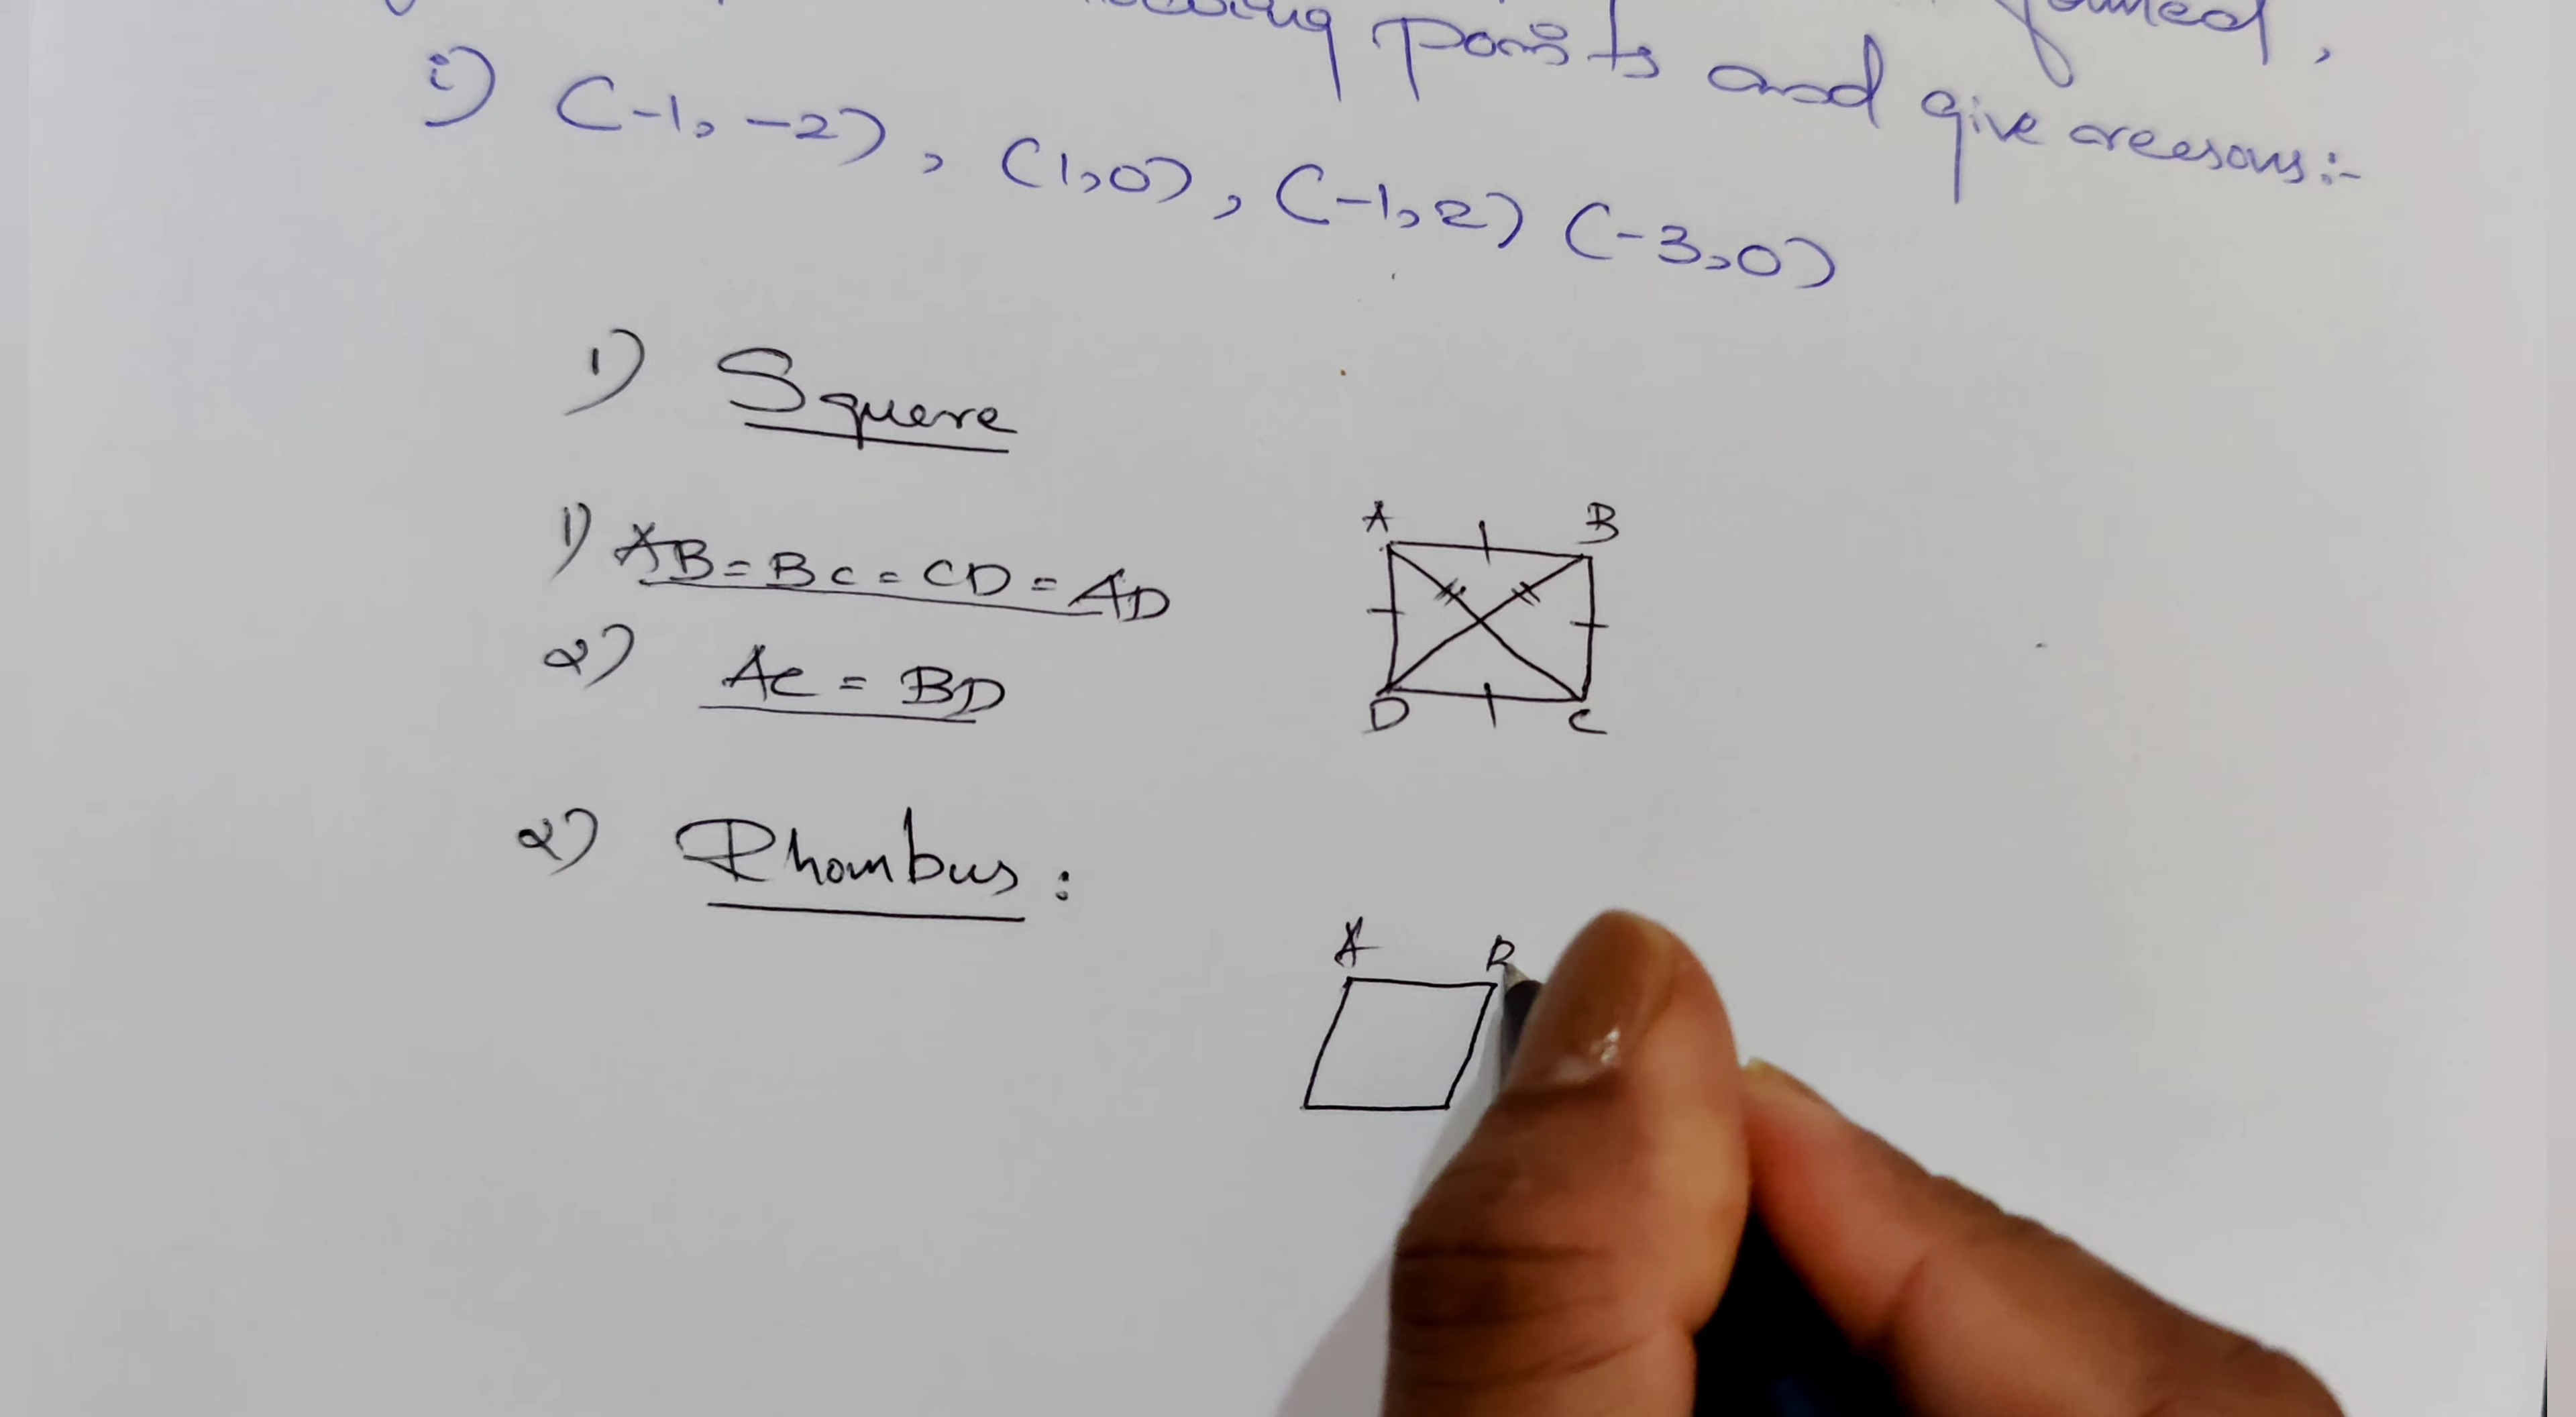 points and give reasons:-
i) (-1, -2), (1,0), (-1,2) (-3,0)
1) Square
1) AB = BC = CD = AD
2) AC = BD
A B
D C
2) Rhombus:
A B